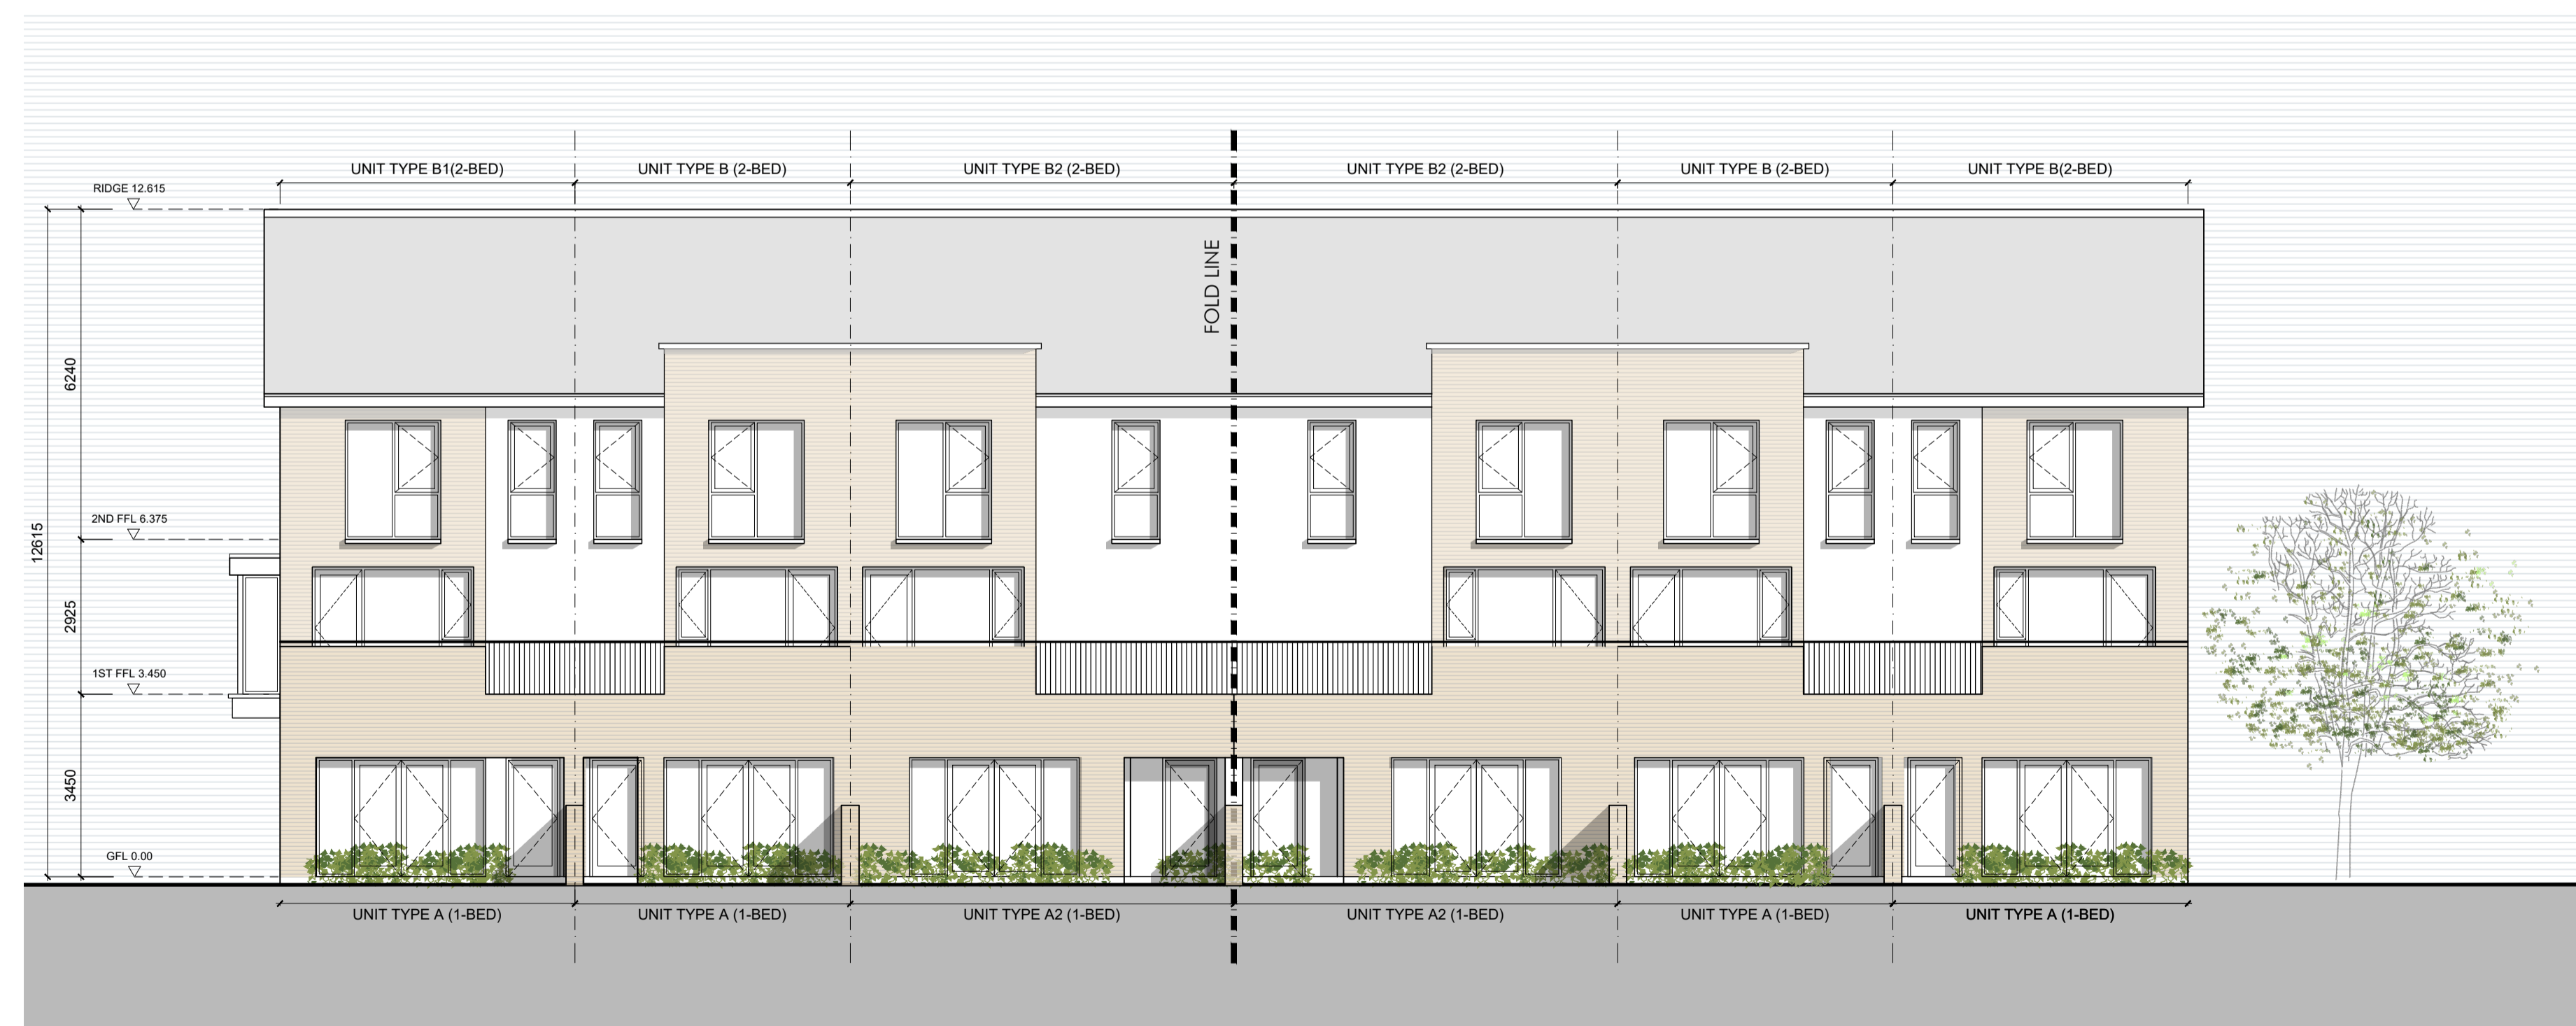 UNIT TYPE B1(2-BED)
UNIT TYPE B (2-BED)
UNIT TYPE B2 (2-BED)
UNIT TYPE B2 (2-BED)
UNIT TYPE B (2-BED)
UNIT TYPE B(2-BED)
RIDGE 12.615
FOLD LINE
6240
2ND FFL 6.375
12615
2925
1ST FFL 3.450
3450
GFL 0.00
UNIT TYPE A (1-BED)
UNIT TYPE A (1-BED)
UNIT TYPE A2 (1-BED)
UNIT TYPE A2 (1-BED)
UNIT TYPE A (1-BED)
UNIT TYPE A (1-BED)